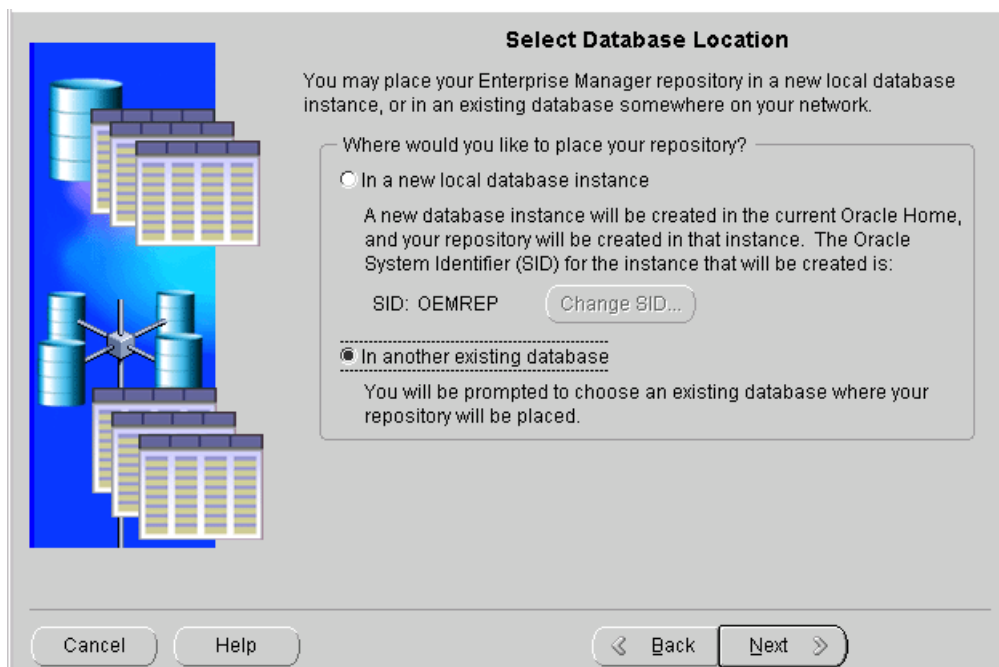 Select Database Location
You may place your Enterprise Manager repository in a new local database
instance, or in an existing database somewhere on your network.
Where would you like to place your repository?
In a new local database instance
A new database instance will be created in the current Oracle Home,
and your repository will be created in that instance. The Oracle
System Identifier (SID) for the instance that will be created is:
SID: OEMREP
Change SID...
In another existing database
You will be prompted to choose an existing database where your
repository will be placed.
Cancel
Help
Back
Next